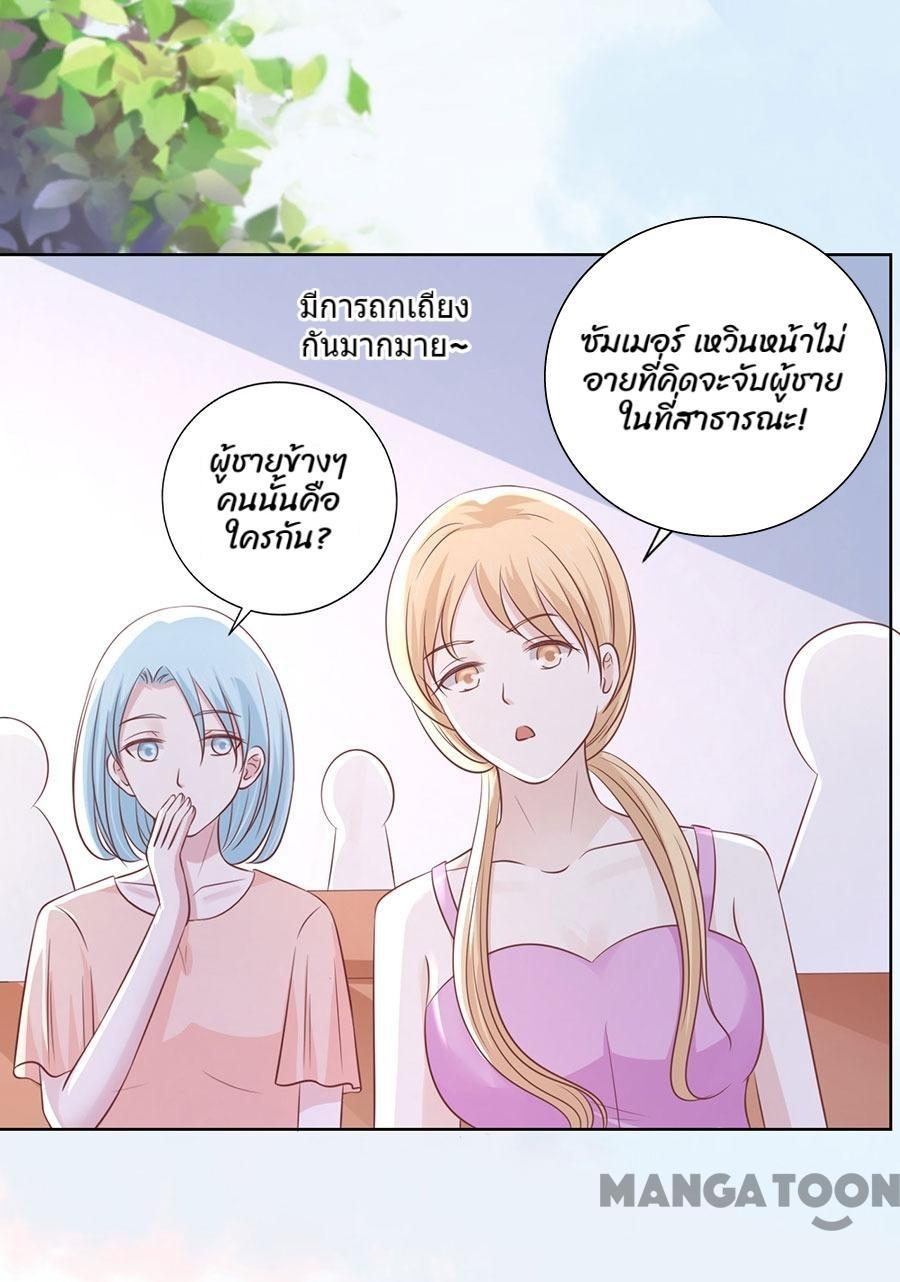 มีการถกเถียง
กันมากมาย~
ซัมเมอร์ เหวินหน้าไม่
อายที่คิดจะจับผู้ชาย
ในที่สาธารณะ!
ผู้ชายข้างๆ
คนนั้นคือ
ใครกัน?
MANGATOON